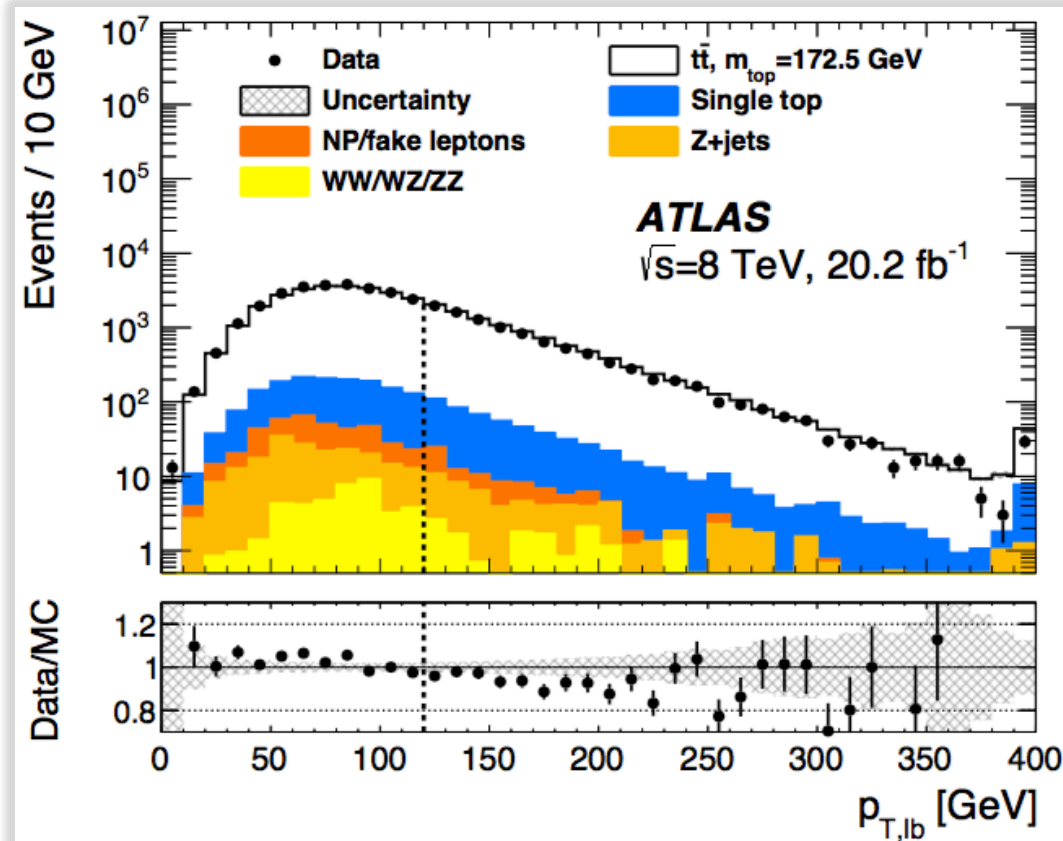 Events / 10 GeV
10⁷
10⁶
10⁵
10⁴
10³
10²
10
1
Data
tt̄, m_top=172.5 GeV
Uncertainty
Single top
NP/fake leptons
Z+jets
WW/WZ/ZZ
ATLAS
√s=8 TeV, 20.2 fb⁻¹
Data/MC
1.2
1
0.8
0 50 100 150 200 250 300 350 400
p_T,lb [GeV]